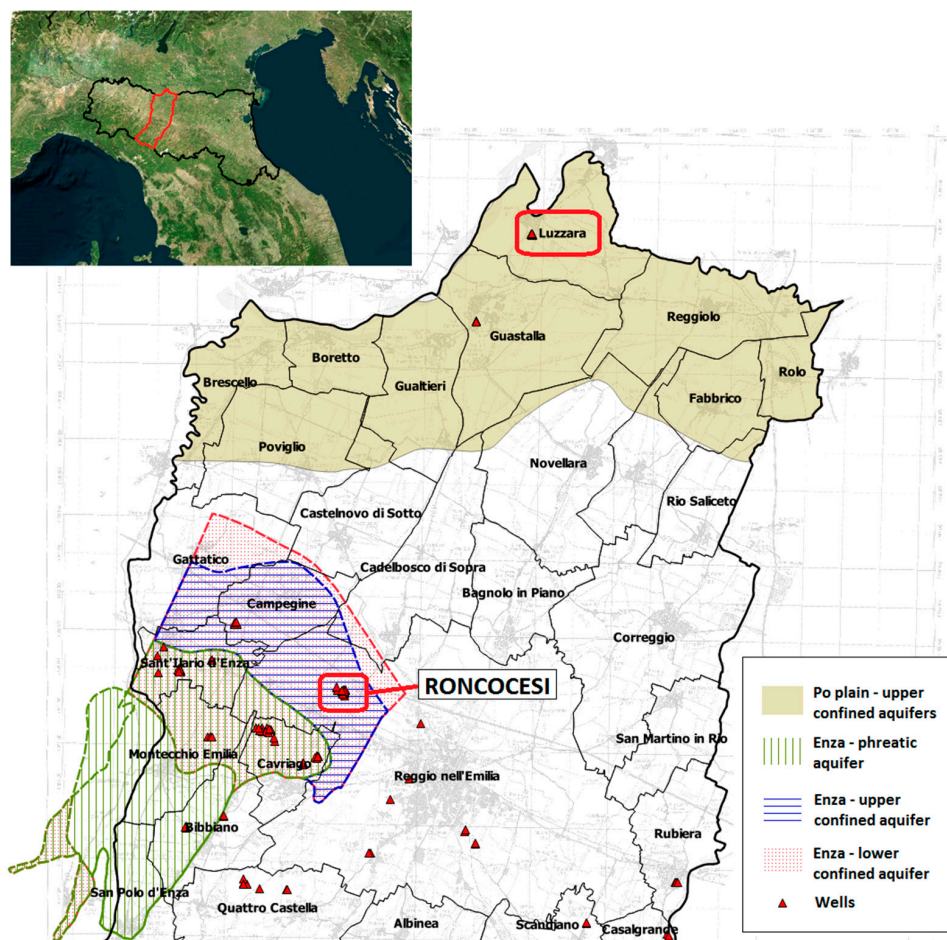 Luzzara
Reggiolo
Guastalla
Boretto
Rolo
Brescello
Gualtieri
Fabbrico
Poviglio
Novellara
Rio Saliceto
Castelnovo di Sotto
Gattatico
Cadelbosco di Sopra
Bagnolo in Piano
Campegine
Correggio
Sant'Ilario d'Enza
RONCOCESI
San Martino in Rio
Montecchio Emilia
Cavriago
Reggio nell'Emilia
Bibbiano
Rubiera
San Polo d'Enza
Quattro Castella
Albinea
Scandiano
Casalgrande
Po plain - upper
confined aquifers
Enza - phreatic
aquifer
Enza - upper
confined aquifer
Enza - lower
confined aquifer
Wells